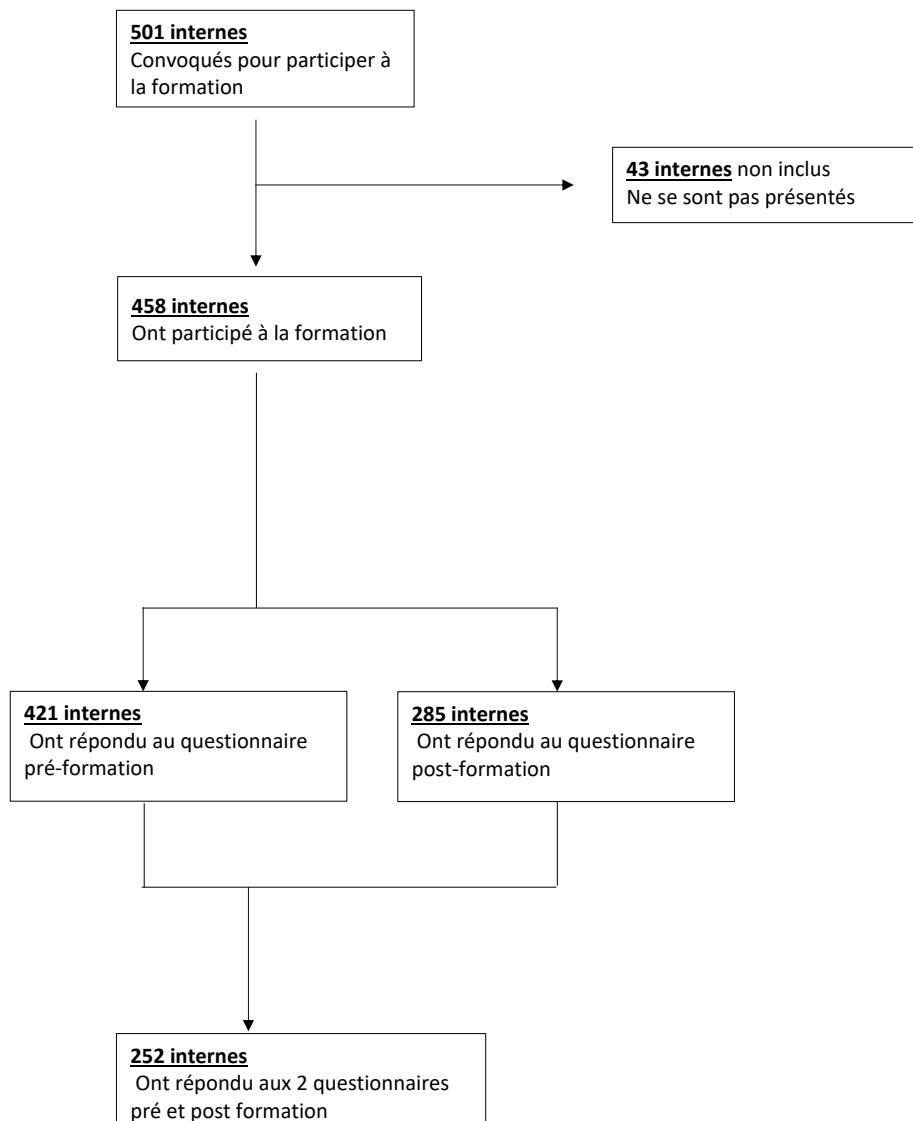 501 internes
Convoqués pour participer à
la formation
43 internes non inclus
Ne se sont pas présentés
458 internes
Ont participé à la formation
421 internes
Ont répondu au questionnaire
pré-formation
285 internes
Ont répondu au questionnaire
post-formation
252 internes
Ont répondu aux 2 questionnaires
pré et post formation